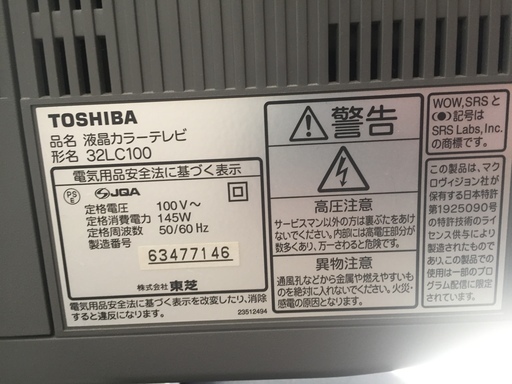 TOSHIBA
品名 液晶カラーテレビ
形名 32LC100
電気用品安全法に基づく表示
PS
E
JQA
定格電圧 100V～
定格消費電力 145W
定格周波数 50/60 Hz
製造番号
63477146
株式会社 東芝
電気用品安全法に基づく表示を改変したり、消除
すると違反になります。
23512494
警告
高圧注意
サービスマン以外の方は裏ぶたをあけ
ないでください。内部には高電圧部分が
数多くあり、万一さわると危険です。
異物注意
通風孔などから金属や燃えやすいもの
を絶対に入れないでください。火災・
感電の原因となります。
WOW, SRSと
記号は
SRS Labs, Inc.
の商標です。
この製品は、マク
ロヴィジョン社が
保有する日本特許
第1925090号
の特許技術のライ
センス供与により
製造されており、
この製品での
使用は一部のプロ
グラム配信に限定
されています。